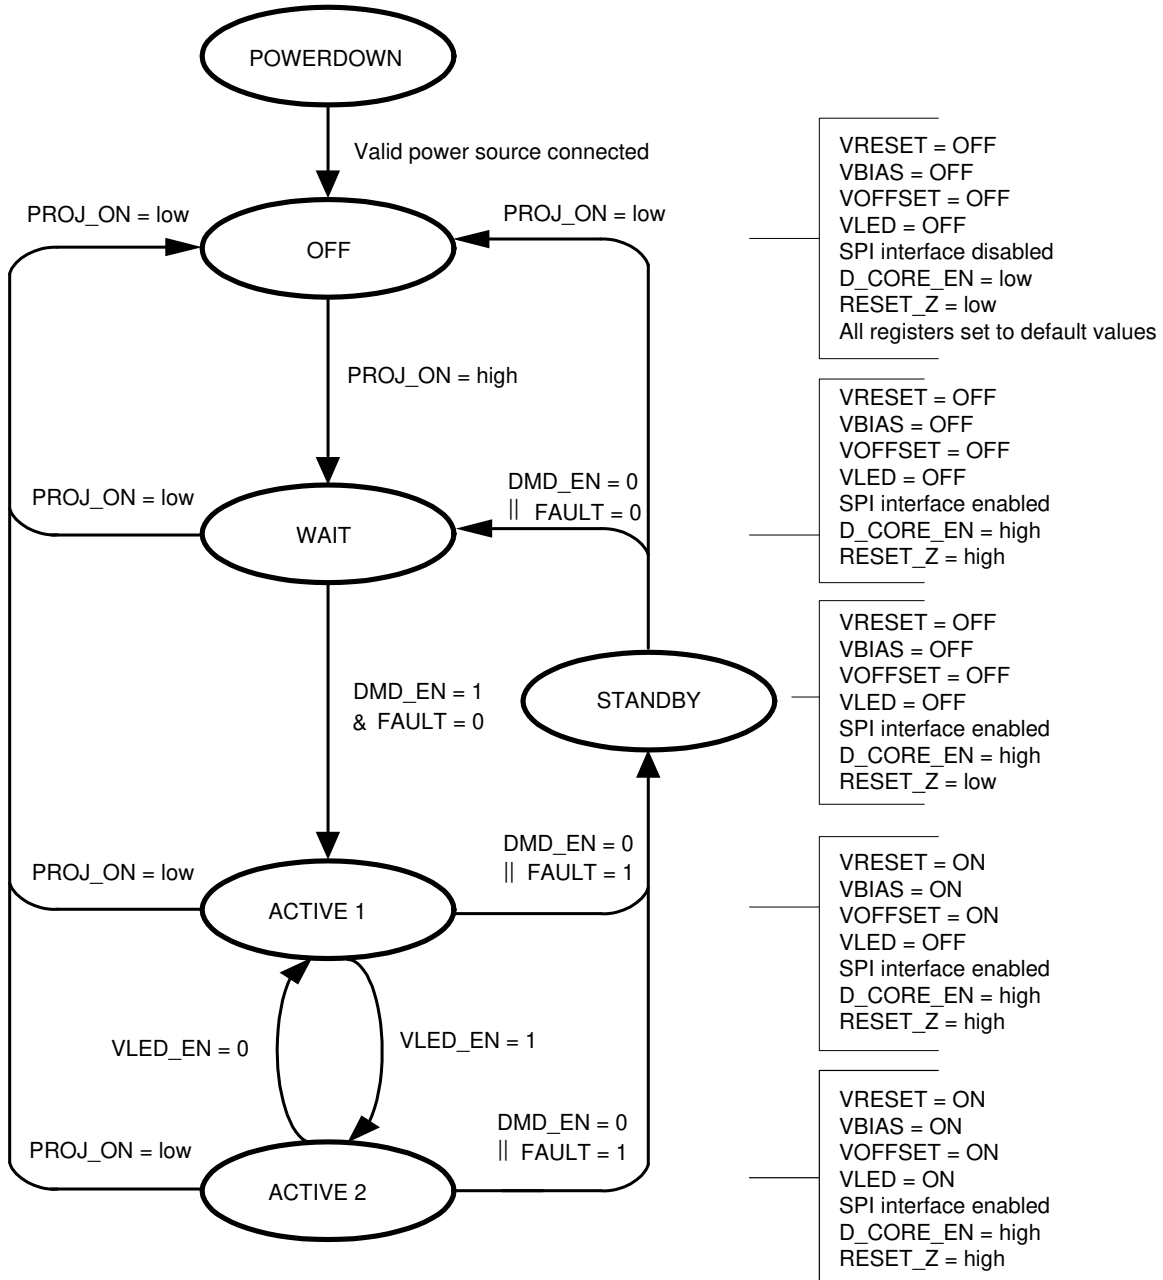 POWERDOWN
Valid power source connected
PROJ_ON = low
PROJ_ON = low
OFF
VRESET = OFF
VBIAS = OFF
VOFFSET = OFF
VLED = OFF
SPI interface disabled
D_CORE_EN = low
RESET_Z = low
All registers set to default values
PROJ_ON = high
PROJ_ON = low
WAIT
DMD_EN = 0
|| FAULT = 0
VRESET = OFF
VBIAS = OFF
VOFFSET = OFF
VLED = OFF
SPI interface enabled
D_CORE_EN = high
RESET_Z = high
DMD_EN = 1
& FAULT = 0
STANDBY
VRESET = OFF
VBIAS = OFF
VOFFSET = OFF
VLED = OFF
SPI interface enabled
D_CORE_EN = high
RESET_Z = low
PROJ_ON = low
ACTIVE 1
DMD_EN = 0
|| FAULT = 1
VRESET = ON
VBIAS = ON
VOFFSET = ON
VLED = OFF
SPI interface enabled
D_CORE_EN = high
RESET_Z = high
VLED_EN = 0
VLED_EN = 1
PROJ_ON = low
ACTIVE 2
DMD_EN = 0
|| FAULT = 1
VRESET = ON
VBIAS = ON
VOFFSET = ON
VLED = ON
SPI interface enabled
D_CORE_EN = high
RESET_Z = high